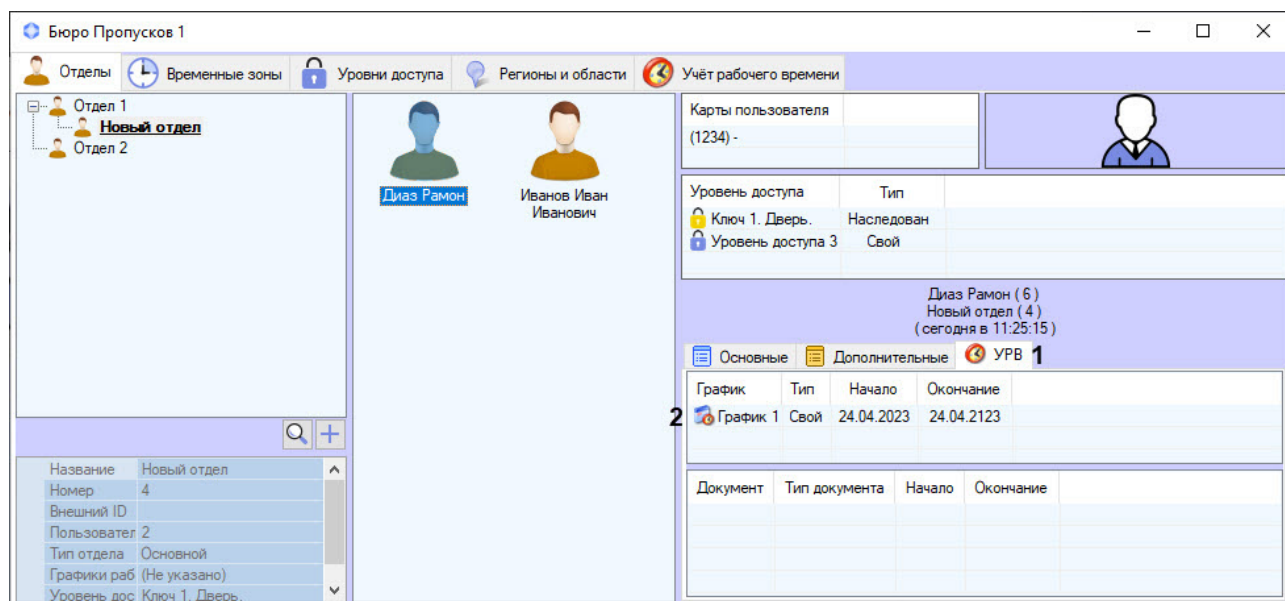 Бюро Пропусков 1
Отделы Временные зоны Уровни доступа Регионы и области Учёт рабочего времени
Отдел 1
Новый отдел
Отдел 2
Диаз Рамон
Иванов Иван
Иванович
Карты пользователя
(1234) -
Уровень доступа Тип
Ключ 1. Дверь. Наследован
Уровень доступа 3 Свой
Диаз Рамон ( 6 )
Новый отдел ( 4 )
( сегодня в 11:25:15 )
Основные Дополнительные УРВ 1
График Тип Начало Окончание
2 График 1 Свой 24.04.2023 24.04.2123
Документ Тип документа Начало Окончание
Название Новый отдел
Номер 4
Внешний ID
Пользовател 2
Тип отдела Основной
Графики раб (Не указано)
Уровень дос Ключ 1. Дверь.